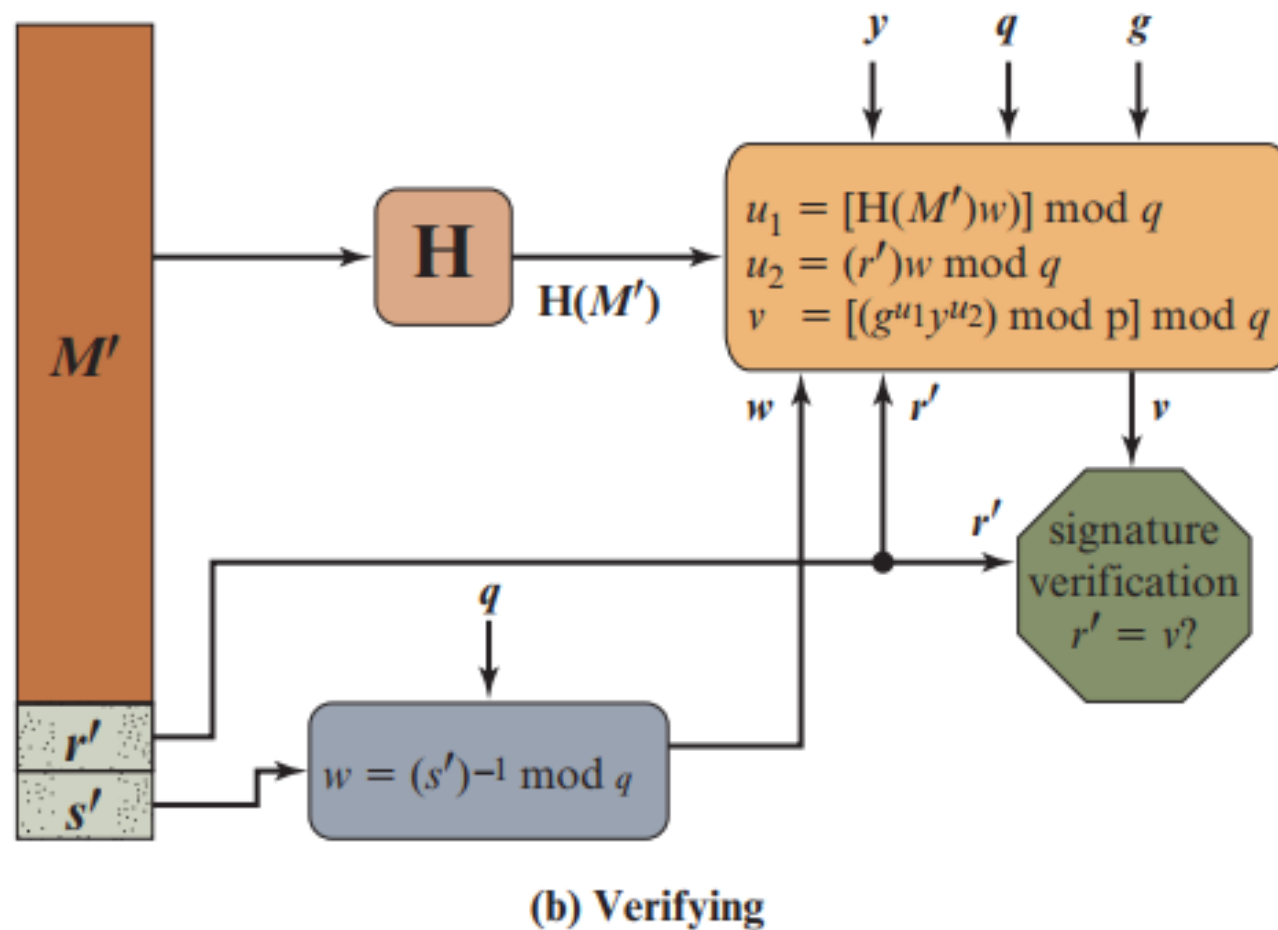 y q g
u₁ = [H(M′)w)] mod q
u₂ = (r′)w mod q
v = [(gᵘ¹yᵘ²) mod p] mod q
H
H(M′)
M′
w r′ v
r′
signature
verification
r′ = v?
q
r′
w = (s′)⁻¹ mod q
s′
(b) Verifying